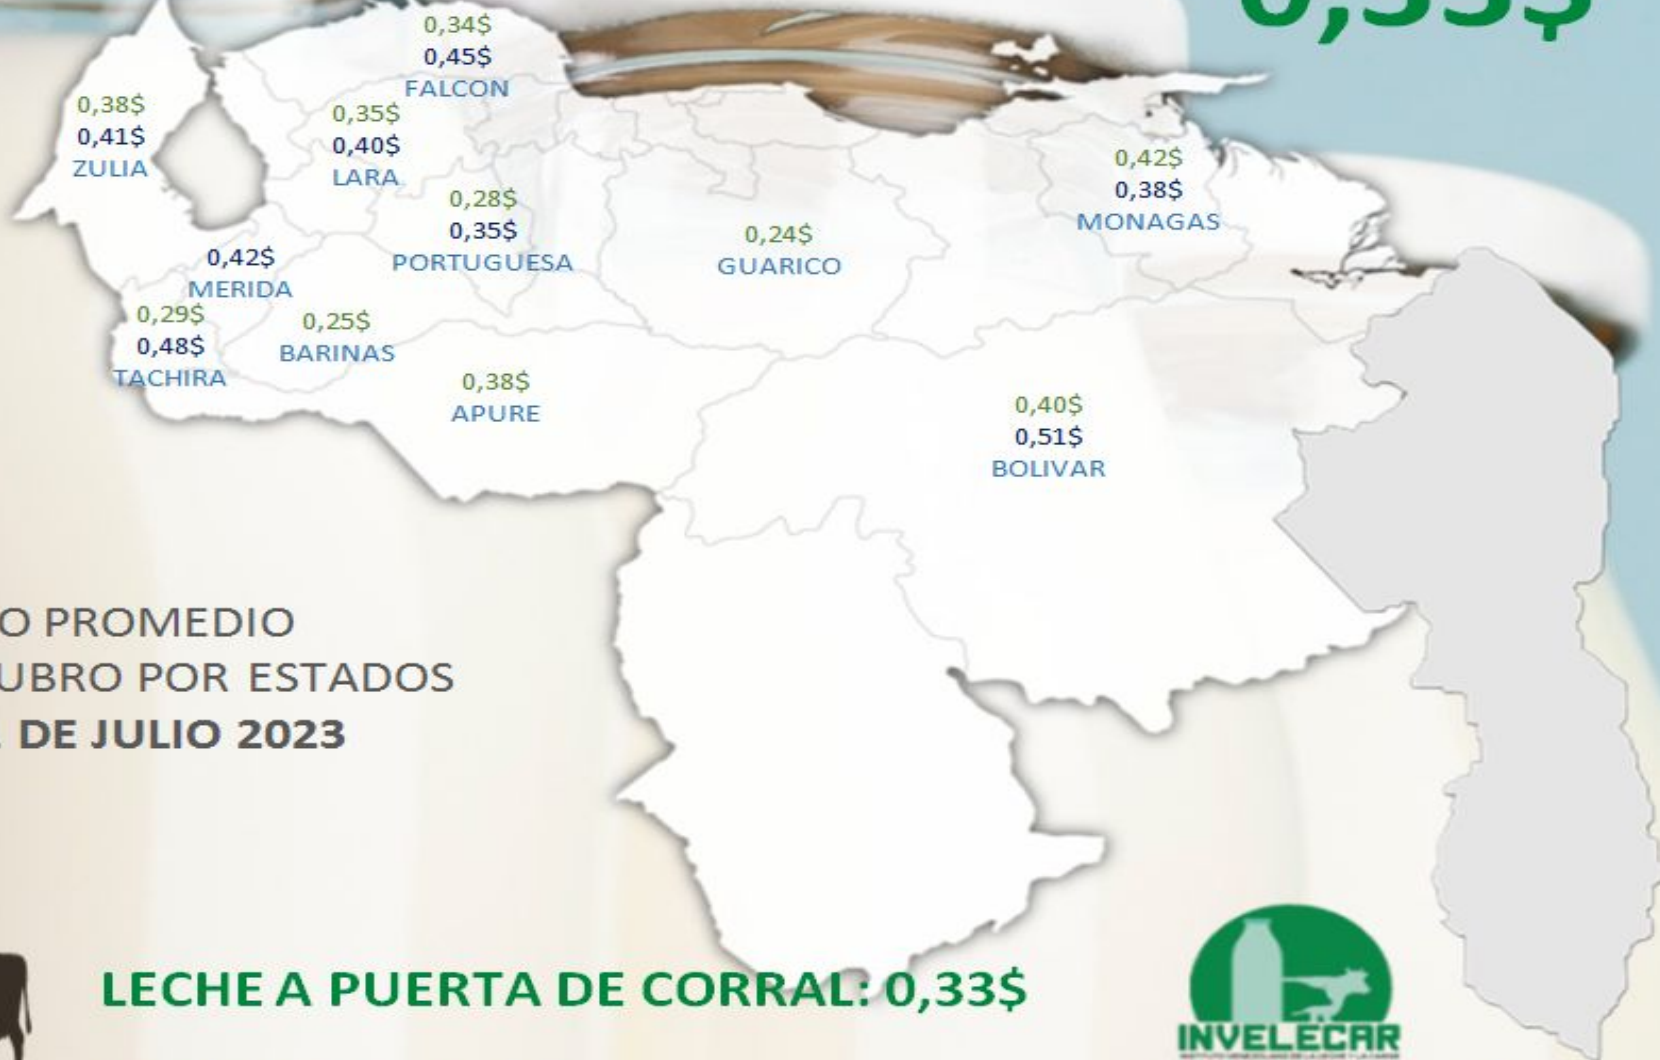 0,34$
0,45$
FALCON
0,38$
0,41$
ZULIA
0,35$
0,40$
LARA
0,42$
0,38$
MONAGAS
0,28$
0,35$
PORTUGUESA
0,24$
GUARICO
0,42$
MERIDA
0,29$
0,48$
TACHIRA
0,25$
BARINAS
0,38$
APURE
0,40$
0,51$
BOLIVAR
O PROMEDIO
UBRO POR ESTADOS
DE JULIO 2023
LECHE A PUERTA DE CORRAL: 0,33$
INVELECAR